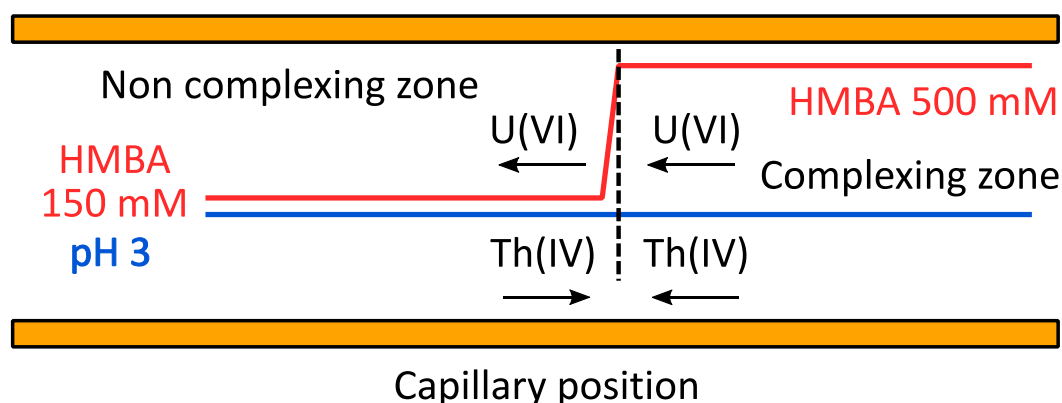 Non complexing zone
HMBA 500 mM
U(VI) U(VI)
HMBA
150 mM
Complexing zone
pH 3
Th(IV) Th(IV)
Capillary position